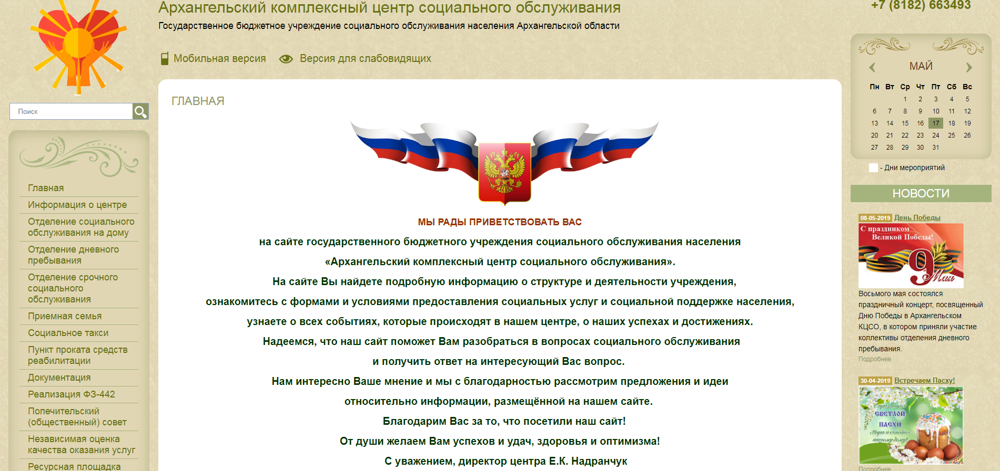 Архангельский комплексный центр социального обслуживания
Государственное бюджетное учреждение социального обслуживания населения Архангельской области
+7 (8182) 663493
Мобильная версия
Версия для слабовидящих
Поиск
Главная
Информация о центре
Отделение социального
обслуживания на дому
Отделение дневного
пребывания
Отделение срочного
социального
обслуживания
Приемная семья
Социальное такси
Пункт проката средств
реабилитации
Документация
Реализация ФЗ-442
Попечительский
(общественный) совет
Независимая оценка
качества оказания услуг
Ресурсная площадка
ГЛАВНАЯ
МЫ РАДЫ ПРИВЕТСТВОВАТЬ ВАС
на сайте государственного бюджетного учреждения социального обслуживания населения
«Архангельский комплексный центр социального обслуживания».
На сайте Вы найдете подробную информацию о структуре и деятельности учреждения,
ознакомитесь с формами и условиями предоставления социальных услуг и социальной поддержке населения,
узнаете о всех событиях, которые происходят в нашем центре, о наших успехах и достижениях.
Надеемся, что наш сайт поможет Вам разобраться в вопросах социального обслуживания
и получить ответ на интересующий Вас вопрос.
Нам интересно Ваше мнение и мы с благодарностью рассмотрим предложения и идеи
относительно информации, размещённой на нашем сайте.
Благодарим Вас за то, что посетили наш сайт!
От души желаем Вам успехов и удач, здоровья и оптимизма!
С уважением, директор центра Е.К. Надранчук
МАЙ
Пн Вт Ср Чт Пт Сб Вс
1 2 3 4 5
6 7 8 9 10 11 12
13 14 15 16 17 18 19
20 21 22 23 24 25 26
27 28 29 30 31
- Дни мероприятий
НОВОСТИ
08-05-2019 День Победы
С праздником
Великой Победы!
9
Мая
Восьмого мая состоялся
праздничный концерт, посвященный
Дню Победы в Архангельском
КЦСО, в котором приняли участие
коллективы отделения дневного
пребывания.
Подробнее
30-04-2019 Встречаем Пасху!
С праздником
СВЕТЛОЙ
ПАСХИ
Мира и счастья
вашему дому!
Подробнее